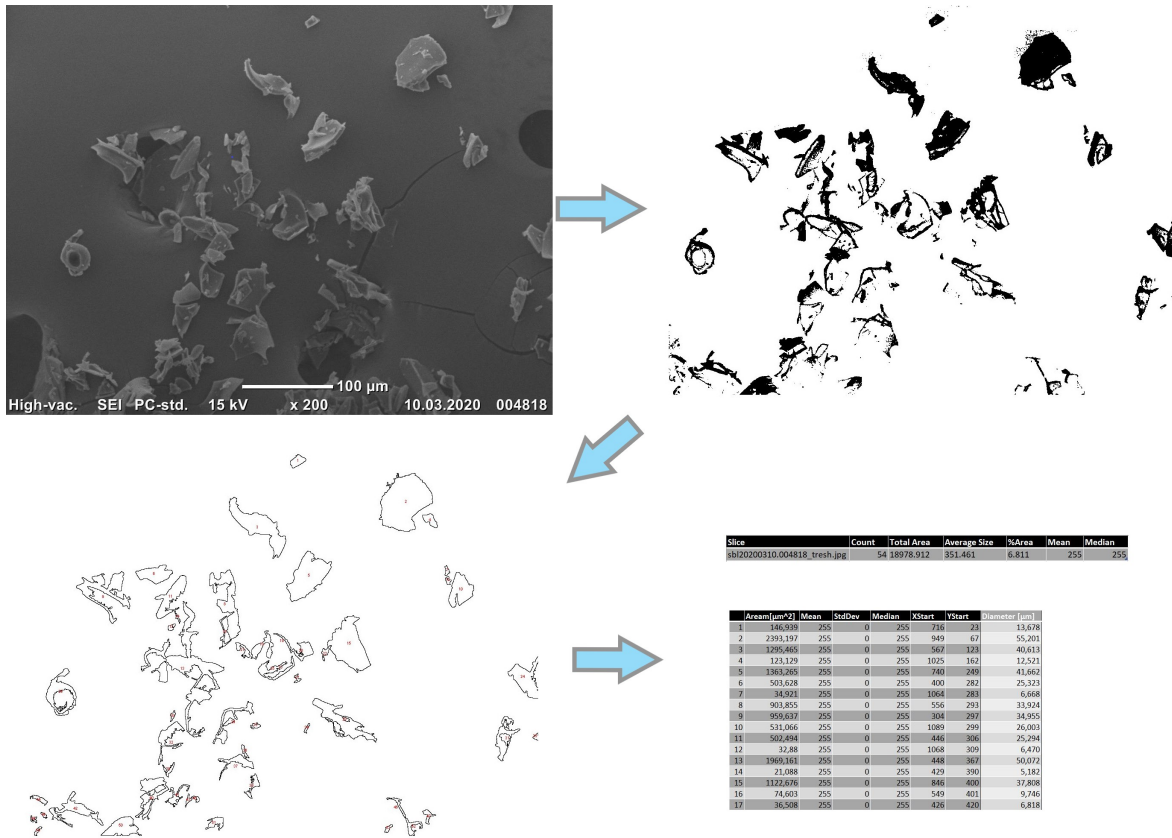 100 µm
High-vac. SEI PC-std. 15 kV x 200 10.03.2020 004818
Slice Count Total Area Average Size %Area Mean Median
sbl20200310.004818_tresh.jpg 54 18978.912 351.461 6.811 255 255
Aream[µm^2] Mean StdDev Median XStart YStart Diameter [µm]
1 146,939 255 0 255 716 23 13,678
2 2393,197 255 0 255 949 67 55,201
3 1295,465 255 0 255 567 123 40,613
4 123,129 255 0 255 1025 162 12,521
5 1363,265 255 0 255 740 249 41,662
6 503,628 255 0 255 400 282 25,323
7 34,921 255 0 255 1064 283 6,668
8 903,855 255 0 255 556 293 33,924
9 959,637 255 0 255 304 297 34,955
10 531,066 255 0 255 1089 299 26,003
11 502,494 255 0 255 446 306 25,294
12 32,88 255 0 255 1068 309 6,470
13 1969,161 255 0 255 448 367 50,072
14 21,088 255 0 255 429 390 5,182
15 1122,676 255 0 255 846 400 37,808
16 74,603 255 0 255 549 401 9,746
17 36,508 255 0 255 426 420 6,818